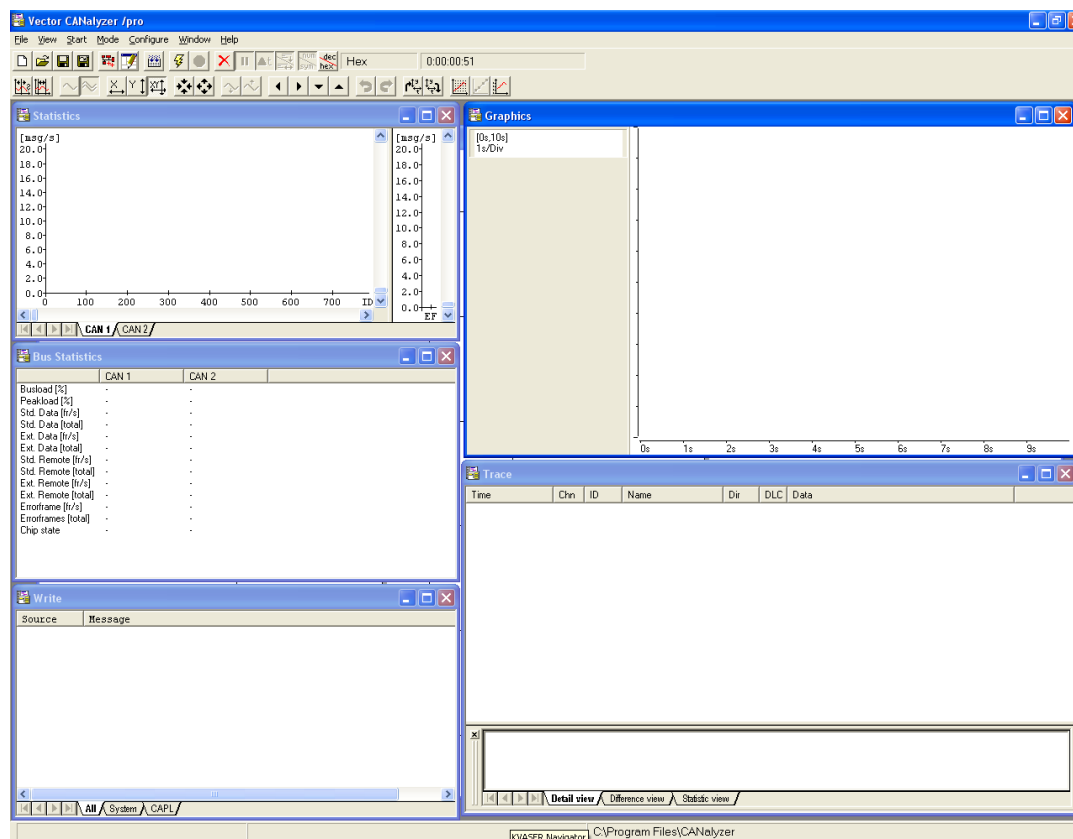 Vector CANalyzer /pro
File View Start Mode Configure Window Help
dec
hex
Hex
0:00:00:51
Statistics
[msg/s]
20.0
18.0
16.0
14.0
12.0
10.0
8.0
6.0
4.0
2.0
0.0
0 100 200 300 400 500 600 700 ID
[msg/s]
20.0
18.0
16.0
14.0
12.0
10.0
8.0
6.0
4.0
2.0
0.0
EF
CAN 1 CAN 2
Bus Statistics
CAN 1 CAN 2
Busload [%] - -
Peakload [%] - -
Std. Data [fr/s] - -
Std. Data [total] - -
Ext. Data [fr/s] - -
Ext. Data [total] - -
Std. Remote [fr/s] - -
Std. Remote [total] - -
Ext. Remote [fr/s] - -
Ext. Remote [total] - -
Errorframe [fr/s] - -
Errorframes [total] - -
Chip state - -
Write
Source Message
All System CAPL
Graphics
[0s,10s]
1s/Div
0s 1s 2s 3s 4s 5s 6s 7s 8s 9s
Trace
Time Chn ID Name Dir DLC Data
Detail view Difference view Statistic view
KVASER Navigator
C:\Program Files\CANalyzer